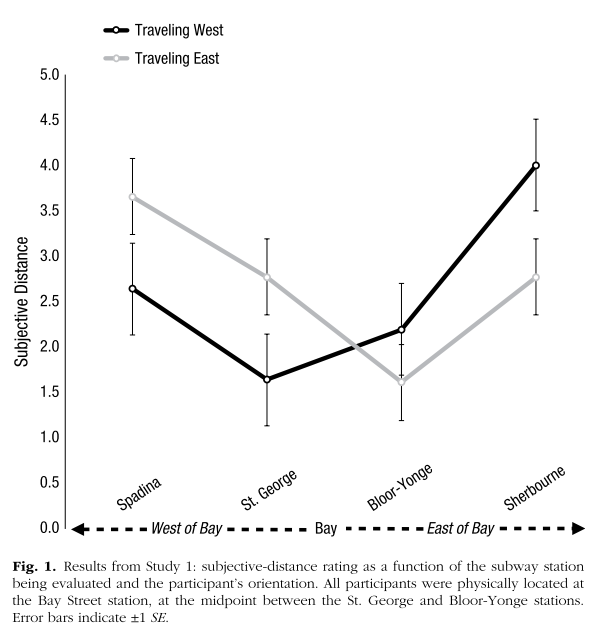 Traveling West
Traveling East
5.0
4.5
4.0
3.5
3.0
2.5
2.0
1.5
1.0
0.5
0.0
Subjective Distance
Spadina
St. George
Bloor-Yonge
Sherbourne
West of Bay Bay East of Bay
Fig. 1. Results from Study 1: subjective-distance rating as a function of the subway station
being evaluated and the participant's orientation. All participants were physically located at
the Bay Street station, at the midpoint between the St. George and Bloor-Yonge stations.
Error bars indicate ±1 SE.